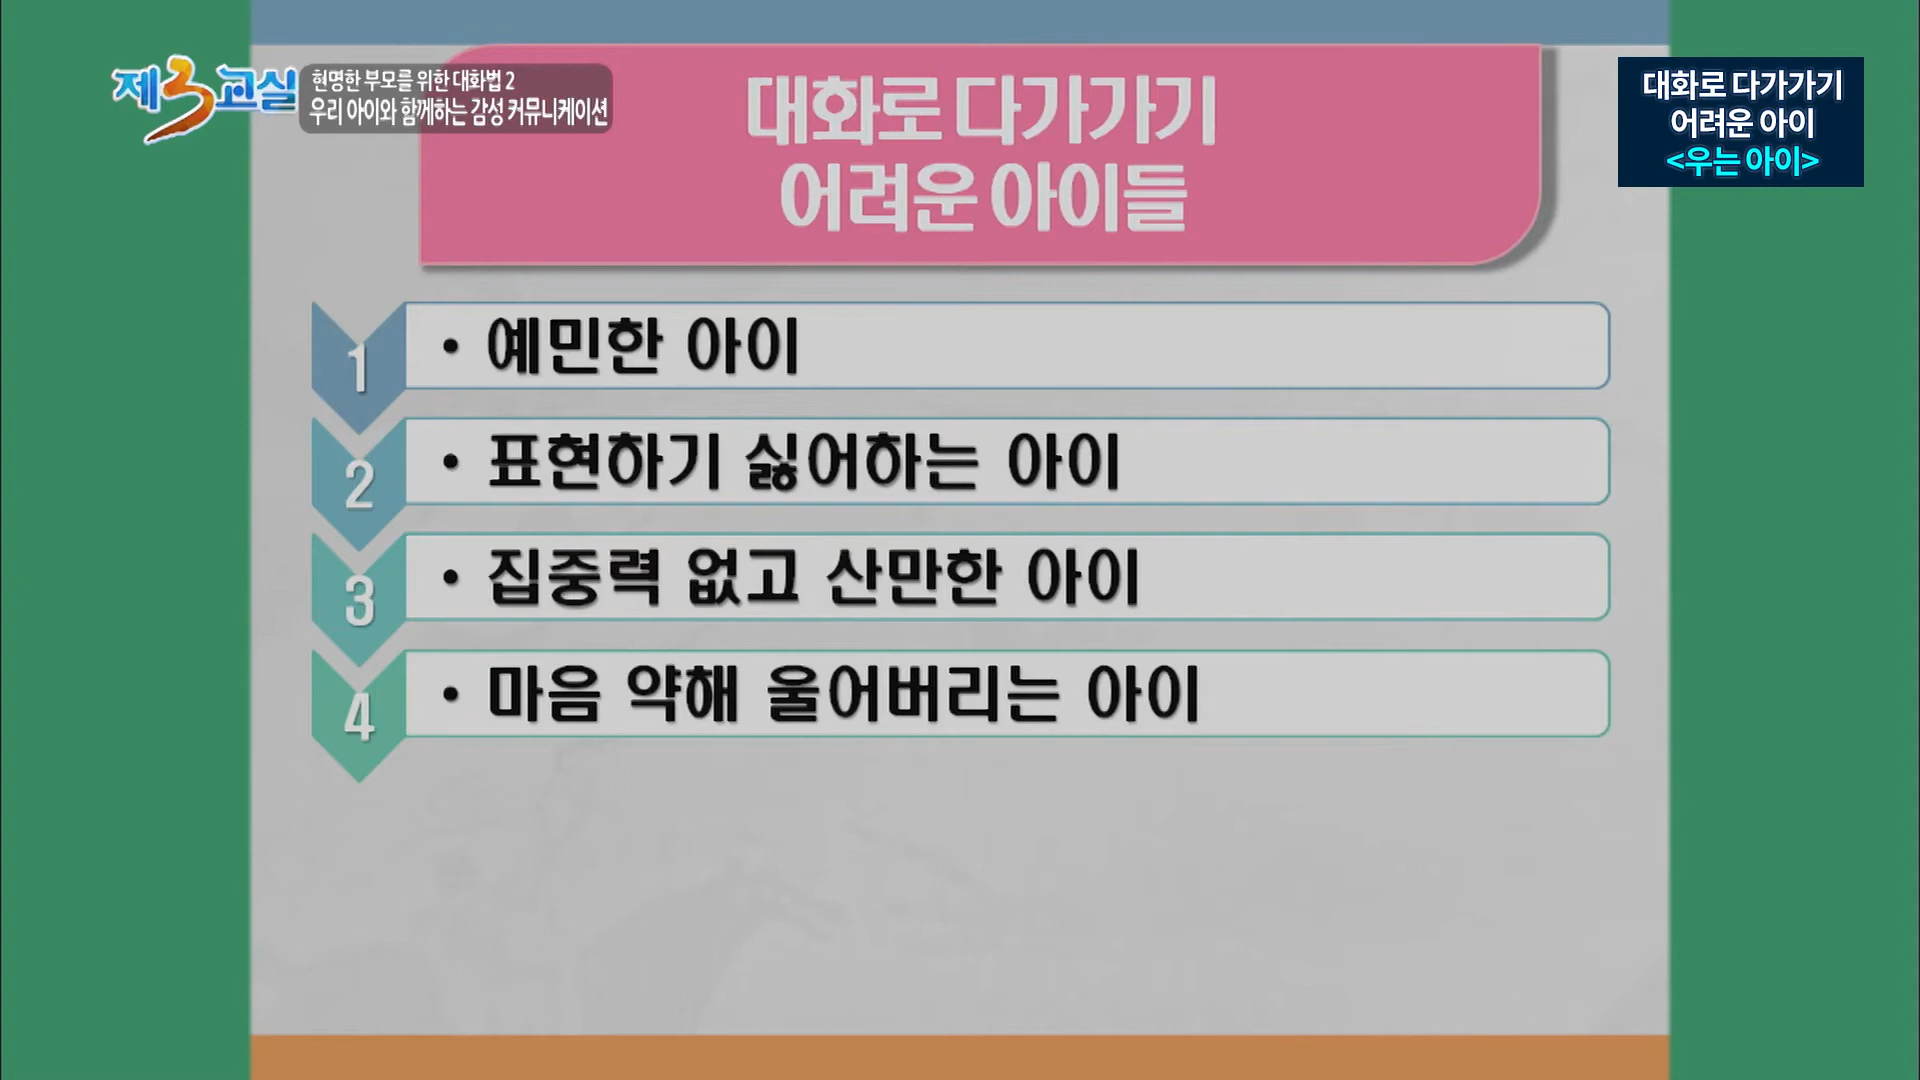 제3교실
현명한 부모를 위한 대화법 2
우리 아이와 함께하는 감성 커뮤니케이션
대화로 다가가기
어려운 아이들
대화로 다가가기
어려운 아이
<우는 아이>
1 • 예민한 아이
2 • 표현하기 싫어하는 아이
3 • 집중력 없고 산만한 아이
4 • 마음 약해 울어버리는 아이